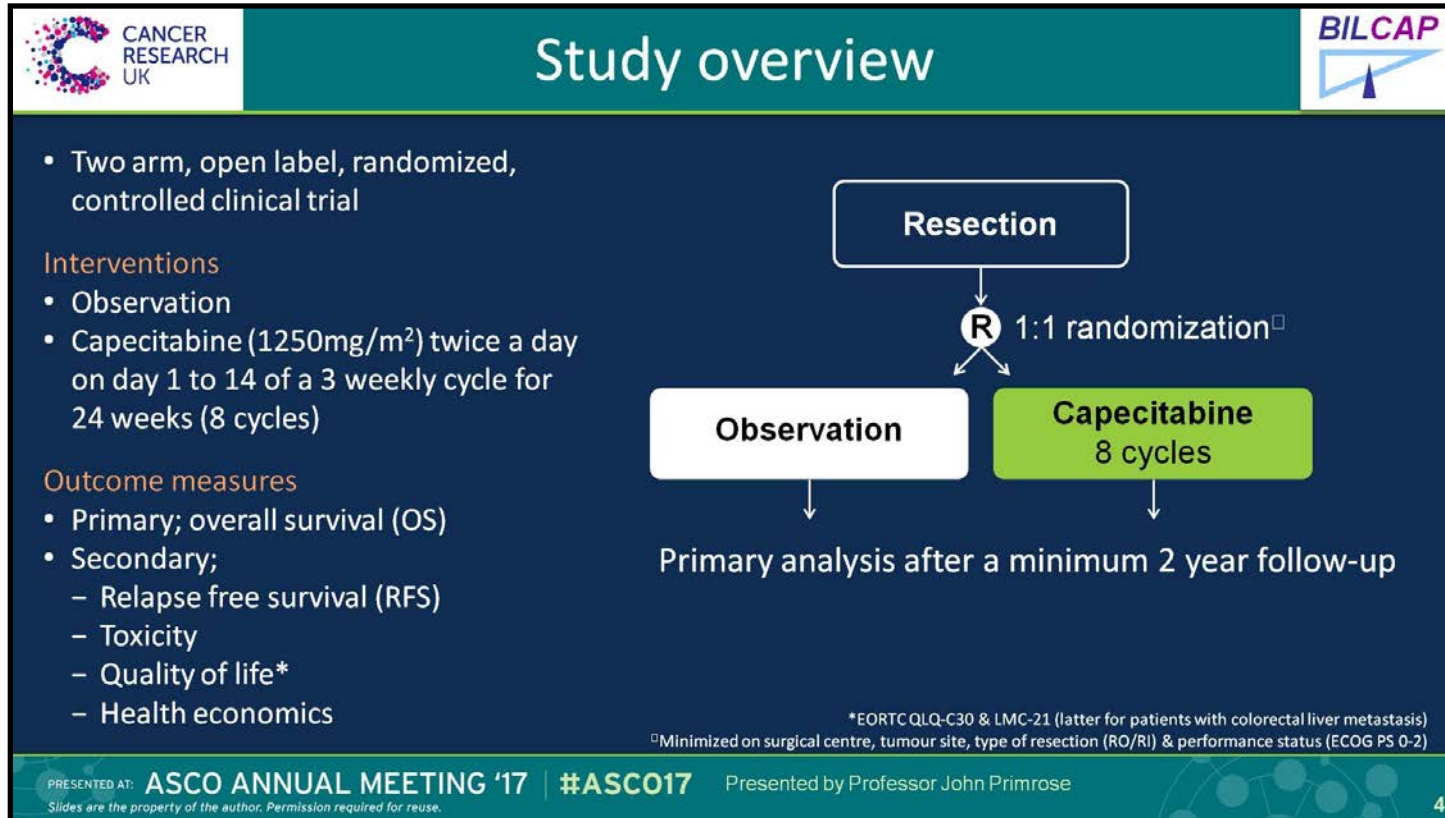 CANCER
RESEARCH
UK
Study overview
BILCAP
• Two arm, open label, randomized,
controlled clinical trial
Interventions
• Observation
• Capecitabine (1250mg/m²) twice a day
on day 1 to 14 of a 3 weekly cycle for
24 weeks (8 cycles)
Outcome measures
• Primary; overall survival (OS)
• Secondary;
– Relapse free survival (RFS)
– Toxicity
– Quality of life*
– Health economics
Resection
R 1:1 randomization□
Observation
Capecitabine
8 cycles
Primary analysis after a minimum 2 year follow-up
*EORTC QLQ-C30 & LMC-21 (latter for patients with colorectal liver metastasis)
□Minimized on surgical centre, tumour site, type of resection (RO/RI) & performance status (ECOG PS 0-2)
PRESENTED AT: ASCO ANNUAL MEETING '17 | #ASCO17 Presented by Professor John Primrose
Slides are the property of the author. Permission required for reuse.
4